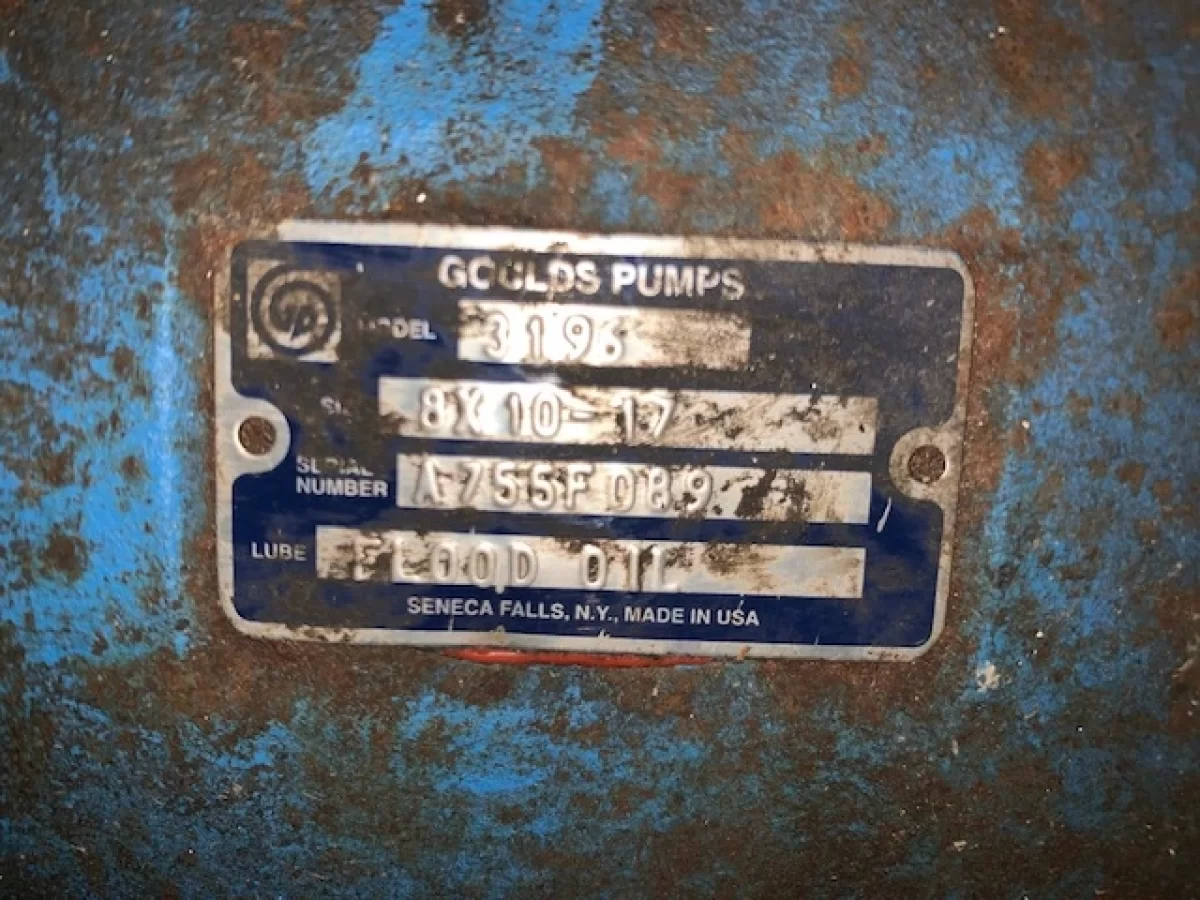 GOULDS PUMPS
MODEL 3196
8X10-17
SERIAL
NUMBER A755F089
LUBE FLOOD OIL
SENECA FALLS, N.Y., MADE IN USA